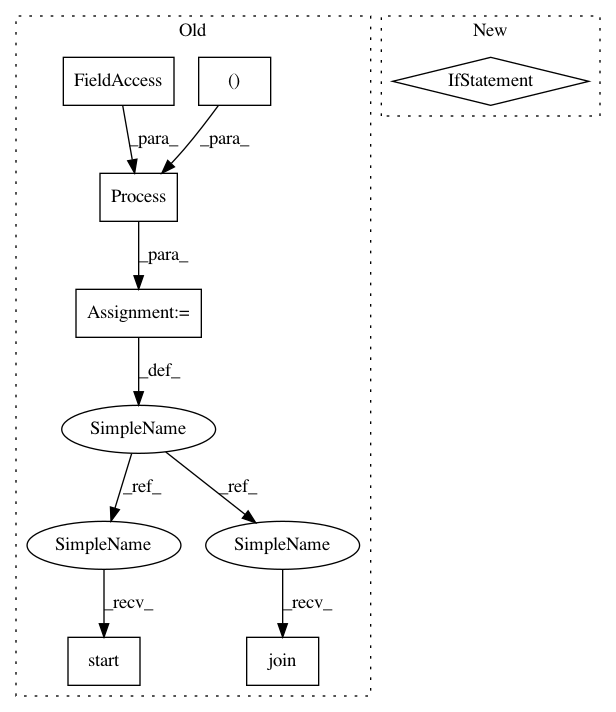 Old
New
FieldAccess
()
IfStatement
_para_
_para_
Process
_para_
Assignment:=
_def_
SimpleName
_ref_
_ref_
SimpleName
SimpleName
_recv_
_recv_
start
join